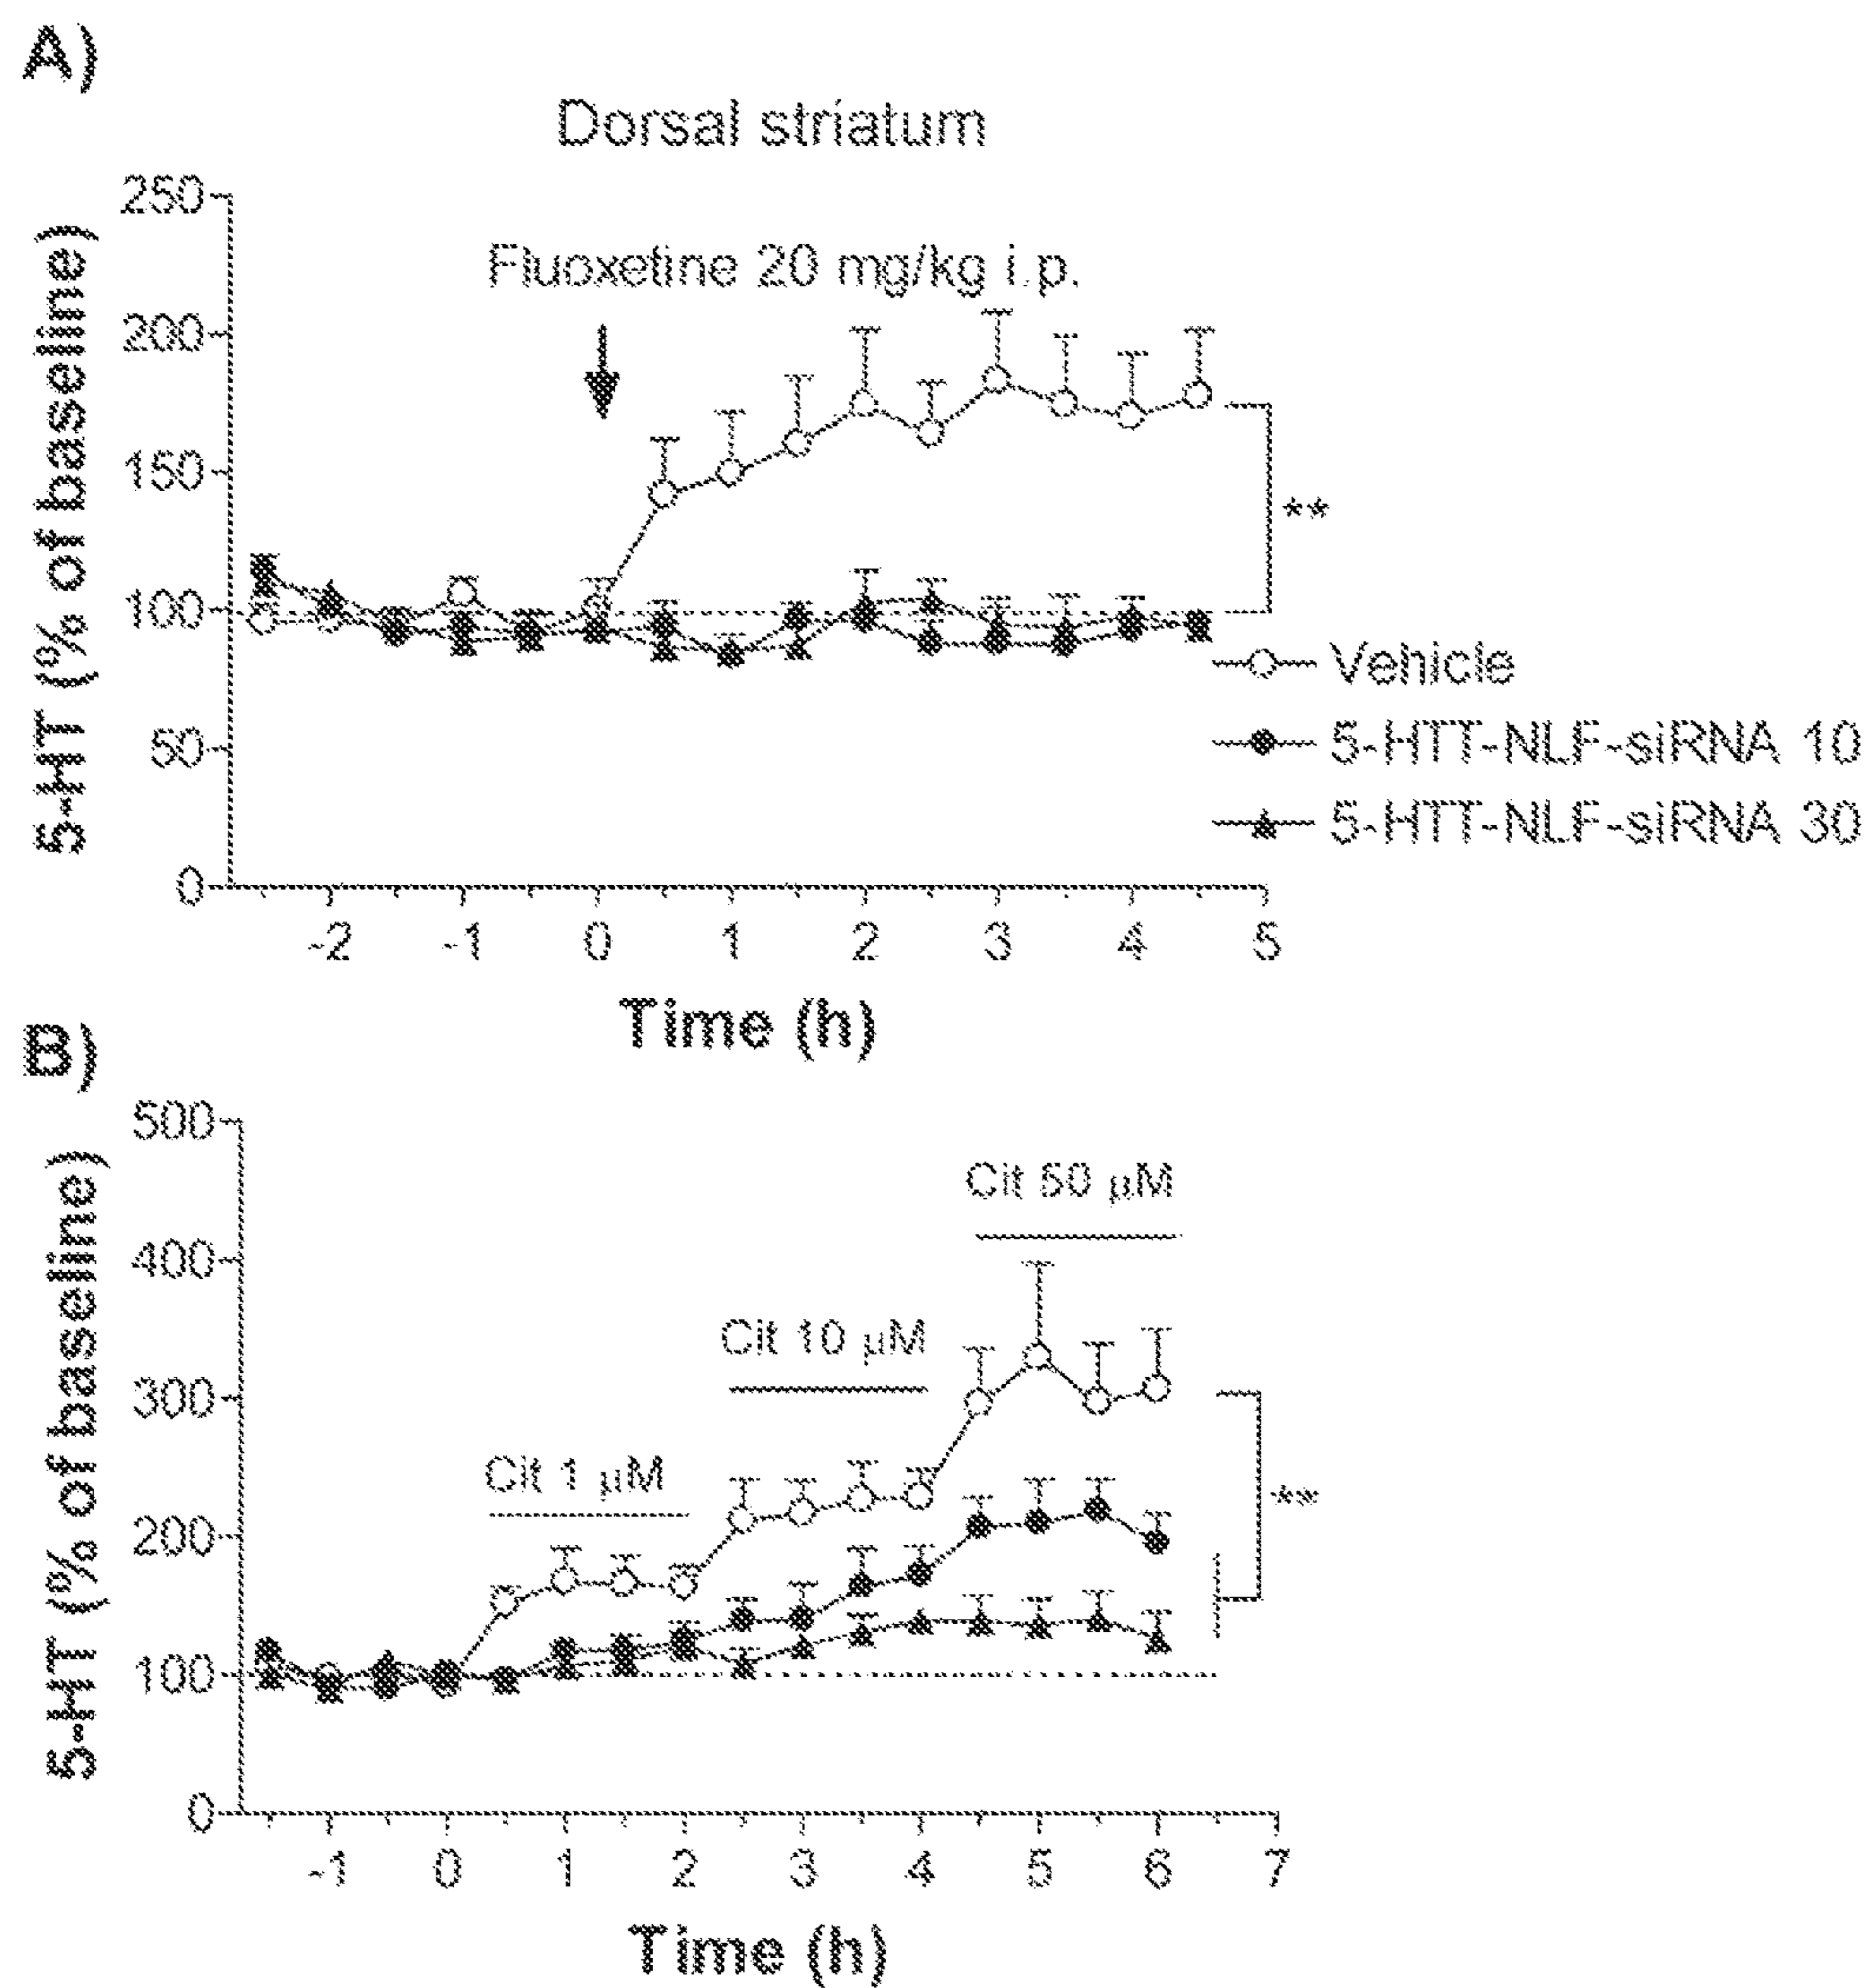 A)
Dorsal striatum
5-HT (% of baseline)
250
200
150
100
50
0
Fluoxetine 20 mg/kg i.p.
**
Vehicle
5-HTT-NLF-siRNA 10
5-HTT-NLF-siRNA 30
-2 -1 0 1 2 3 4 5
Time (h)
B)
5-HT (% of baseline)
500
400
300
200
100
0
Cit 50 µM
Cit 10 µM
Cit 1 µM
**
-1 0 1 2 3 4 5 6 7
Time (h)